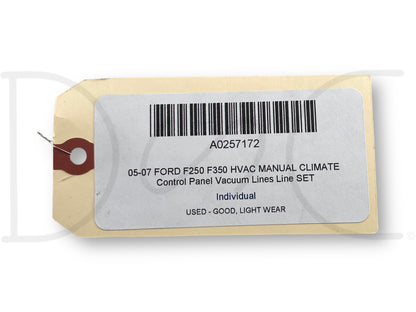 A0257172
05-07 FORD F250 F350 HVAC MANUAL CLIMATE
Control Panel Vacuum Lines Line SET
Individual
USED - GOOD, LIGHT WEAR